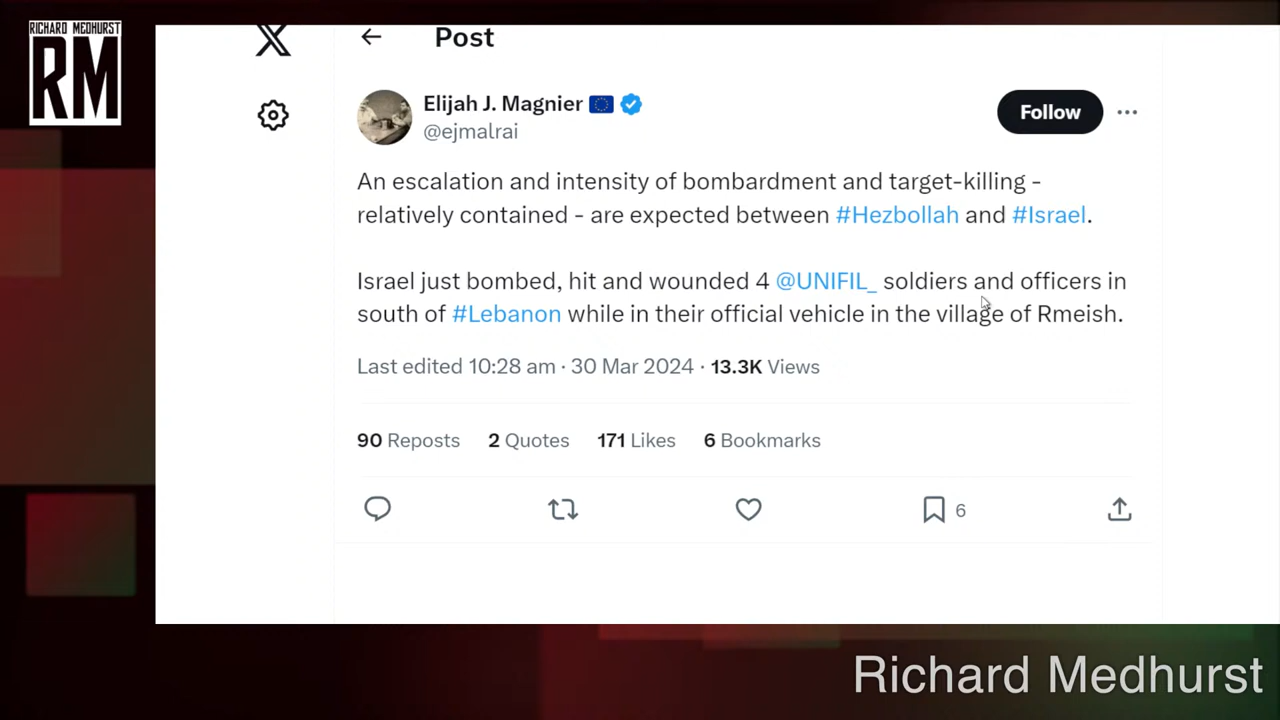 RICHARD MEDHURST
RM
Post
Elijah J. Magnier
@ejmalrai
Follow
An escalation and intensity of bombardment and target-killing -
relatively contained - are expected between #Hezbollah and #Israel.
Israel just bombed, hit and wounded 4 @UNIFIL_ soldiers and officers in
south of #Lebanon while in their official vehicle in the village of Rmeish.
Last edited 10:28 am · 30 Mar 2024 · 13.3K Views
90 Reposts 2 Quotes 171 Likes 6 Bookmarks
6
Richard Medhurst